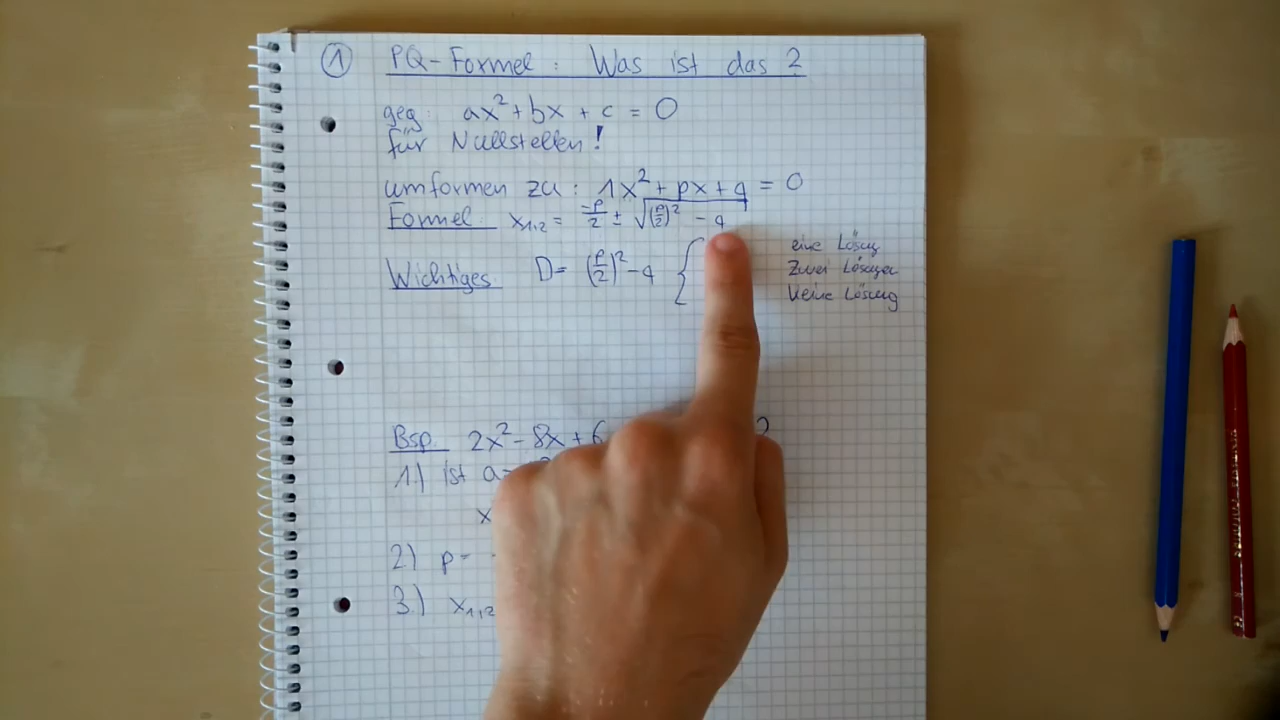 1 PQ-Formel: Was ist das?
geg: ax²+bx + c = 0
für Nullstellen!
umformen zu: 1x² + px + q = 0
Formel: x₁,₂ = -p/2 ± √((p/2)² - q
Wichtiges D= (p/2)² - q {
eine Lösung
Zwei Lösungen
keine Lösung
Bsp. 2x² - 8x + 6 ?
1.) ist a=
x
2) p= -
3.) x₁,₂